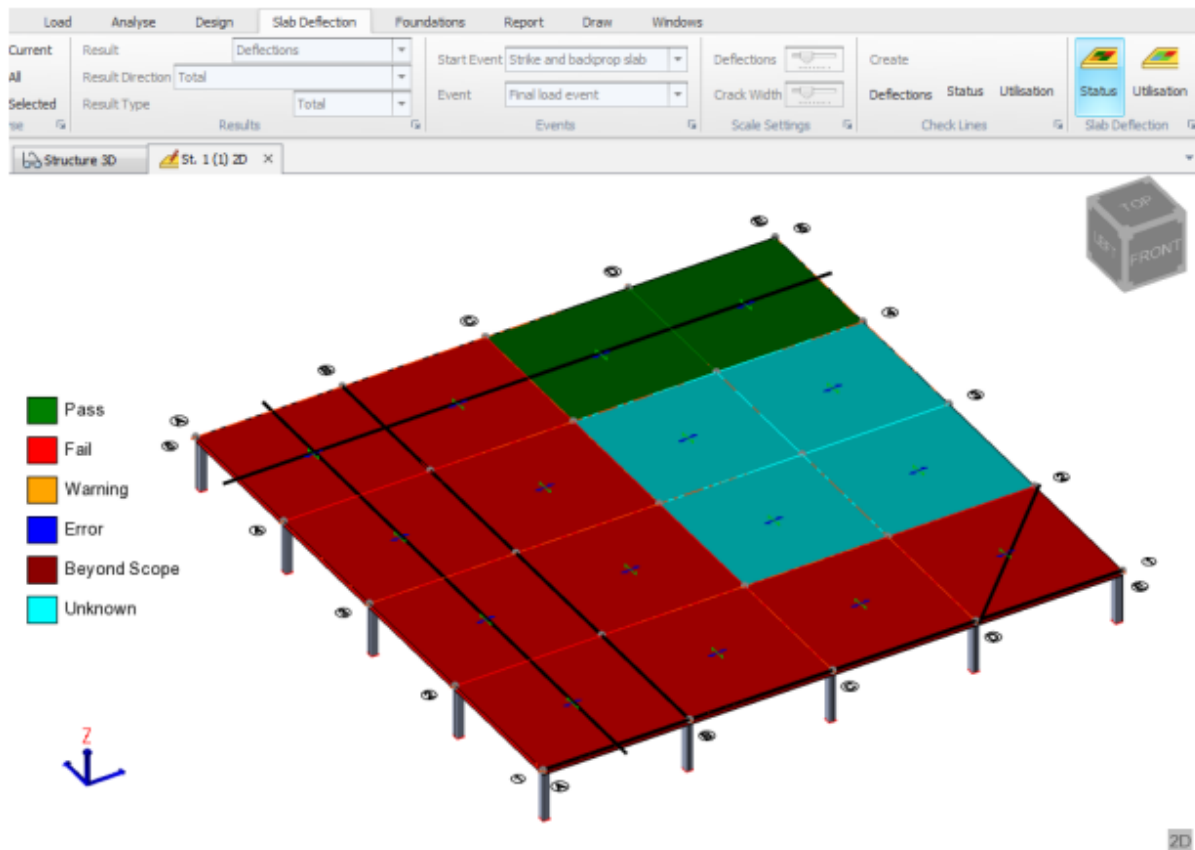 Load Analyse Design Slab Deflection Foundations Report Draw Windows
Current Result Deflections Start Event Strike and backprop slab Deflections Create
All Result Direction Total Event Final load event Crack Width Deflections Status Utilisation Status Utilisation
Selected Result Type Total
Results Events Scale Settings Check Lines Slab Deflection
Structure 3D St. 1 (1) 2D
TOP
LEFT FRONT
Pass
Fail
Warning
Error
Beyond Scope
Unknown
Z
2D